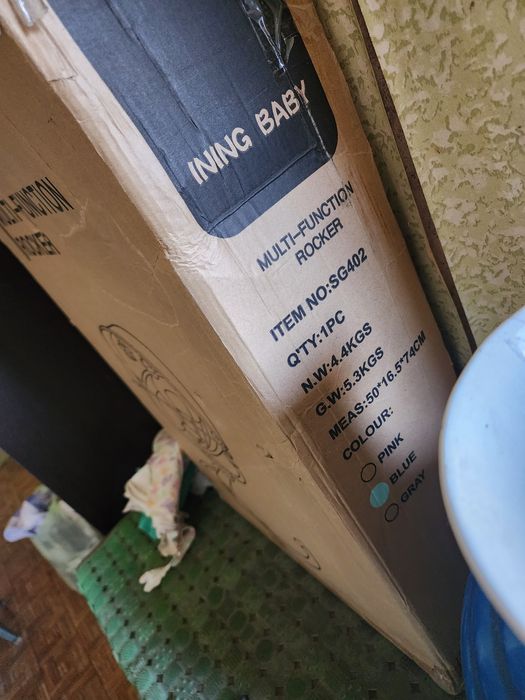 INING BABY
MULTI-FUNCTION
ROCKER
ITEM NO:SG402
Q'TY:1PC
N.W:4.4KGS
G.W:5.3KGS
MEAS:50*16.5*74CM
COLOUR:
PINK
BLUE
GRAY
FUNCTION
ROCKER